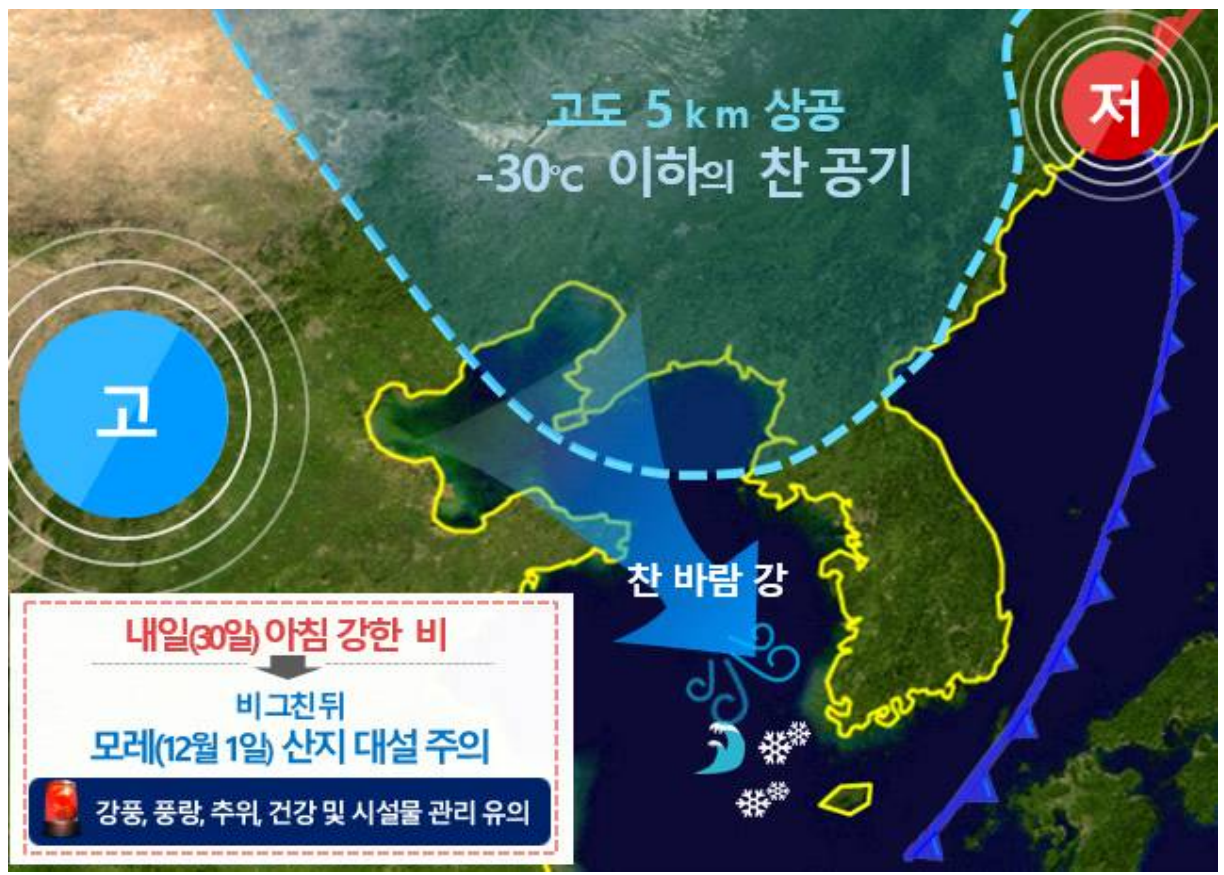 고도 5km 상공
-30℃ 이하의 찬 공기
저
고
찬 바람 강
내일(30일) 아침 강한 비
비 그친 뒤
모레(12월 1일) 산지 대설 주의
강풍, 풍랑, 추위, 건강 및 시설물 관리 유의